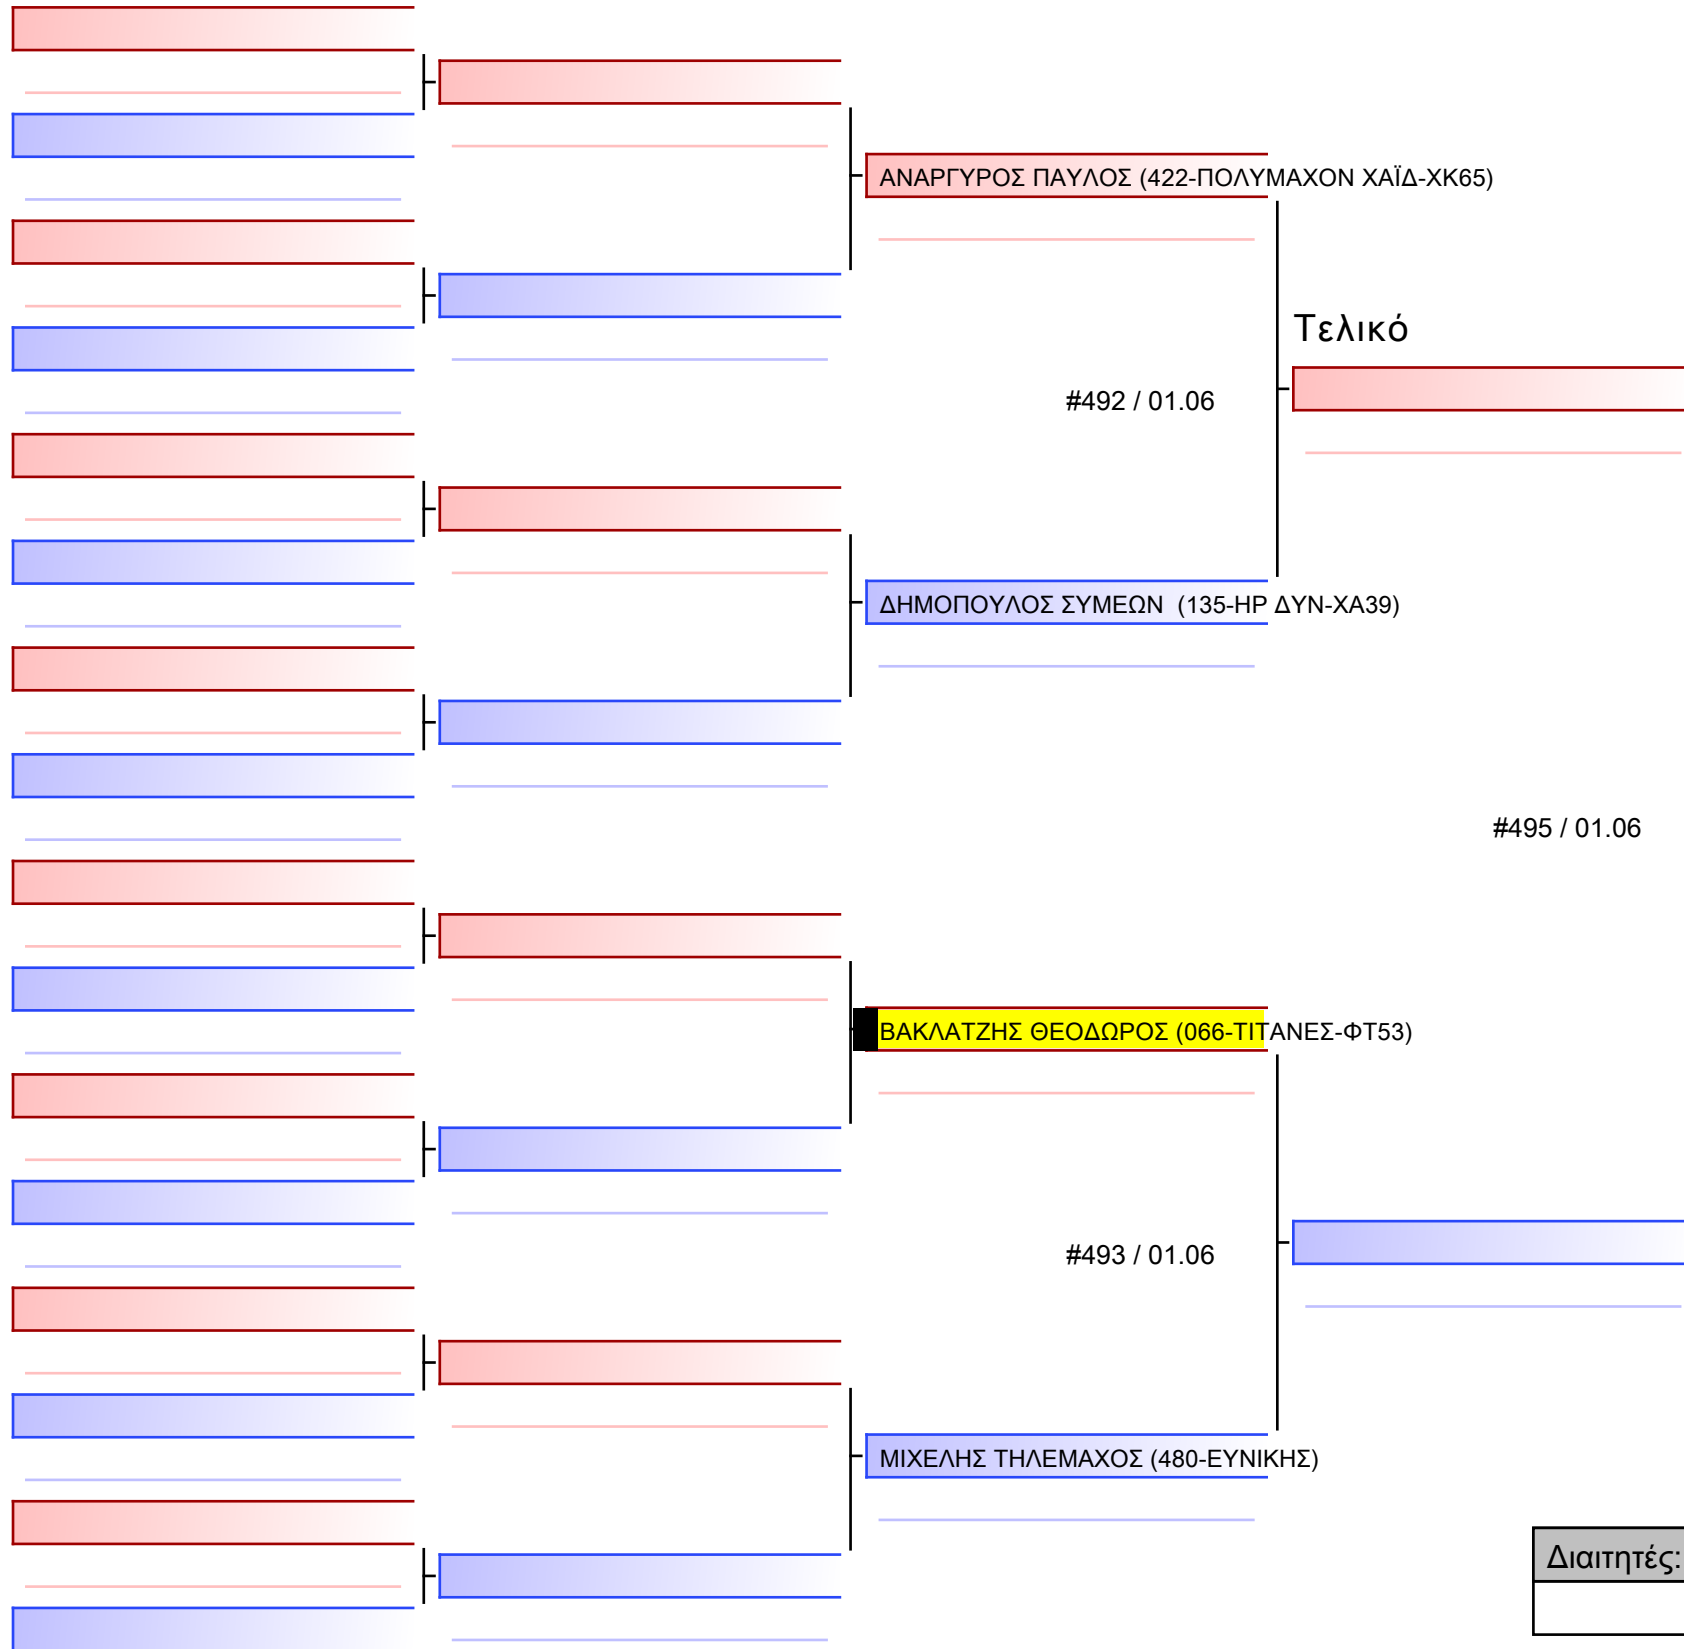 ΑΝΑΡΓΥΡΟΣ ΠΑΥΛΟΣ (422-ΠΟΛΥΜΑΧΟΝ ΧΑΪΔ-ΧΚ65)
Τελικό
#492 / 01.06
ΔΗΜΟΠΟΥΛΟΣ ΣΥΜΕΩΝ (135-ΗΡ ΔΥΝ-ΧΑ39)
#495 / 01.06
ΒΑΚΛΑΤΖΗΣ ΘΕΟΔΩΡΟΣ (066-ΤΙΤΑΝΕΣ-ΦΤ53)
#493 / 01.06
ΜΙΧΕΛΗΣ ΤΗΛΕΜΑΧΟΣ (480-ΕΥΝΙΚΗΣ)
Διαιτητές: